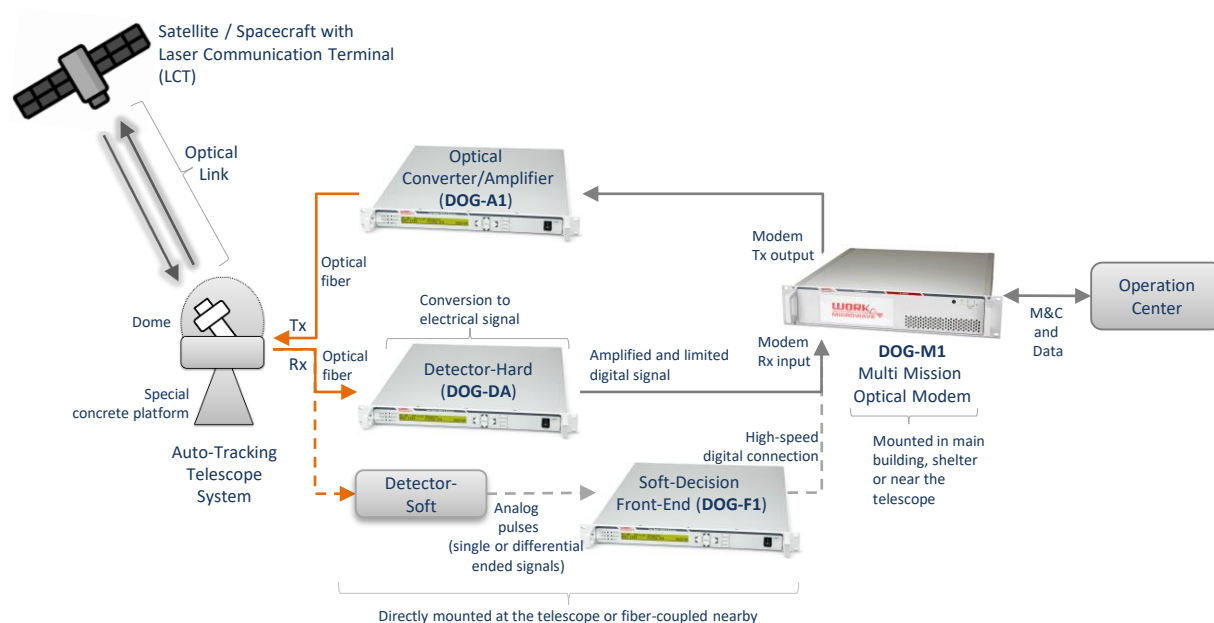 Satellite / Spacecraft with
Laser Communication Terminal
(LCT)
Optical
Link
Optical
Converter/Amplifier
(DOG-A1)
Modem
Tx output
Optical
fiber
Operation
Center
WORK
MICROWAVE
M&C
and
Data
Dome
Tx
Conversion to
electrical signal
Rx
Optical
fiber
Amplified and limited
digital signal
Modem
Rx input
DOG-M1
Multi Mission
Optical Modem
Detector-Hard
(DOG-DA)
Special
concrete platform
Auto-Tracking
Telescope
System
High-speed
digital connection
Mounted in main
building, shelter
or near the
telescope
Detector-
Soft
Soft-Decision
Front-End (DOG-F1)
Analog
pulses
(single or differential
ended signals)
Directly mounted at the telescope or fiber-coupled nearby